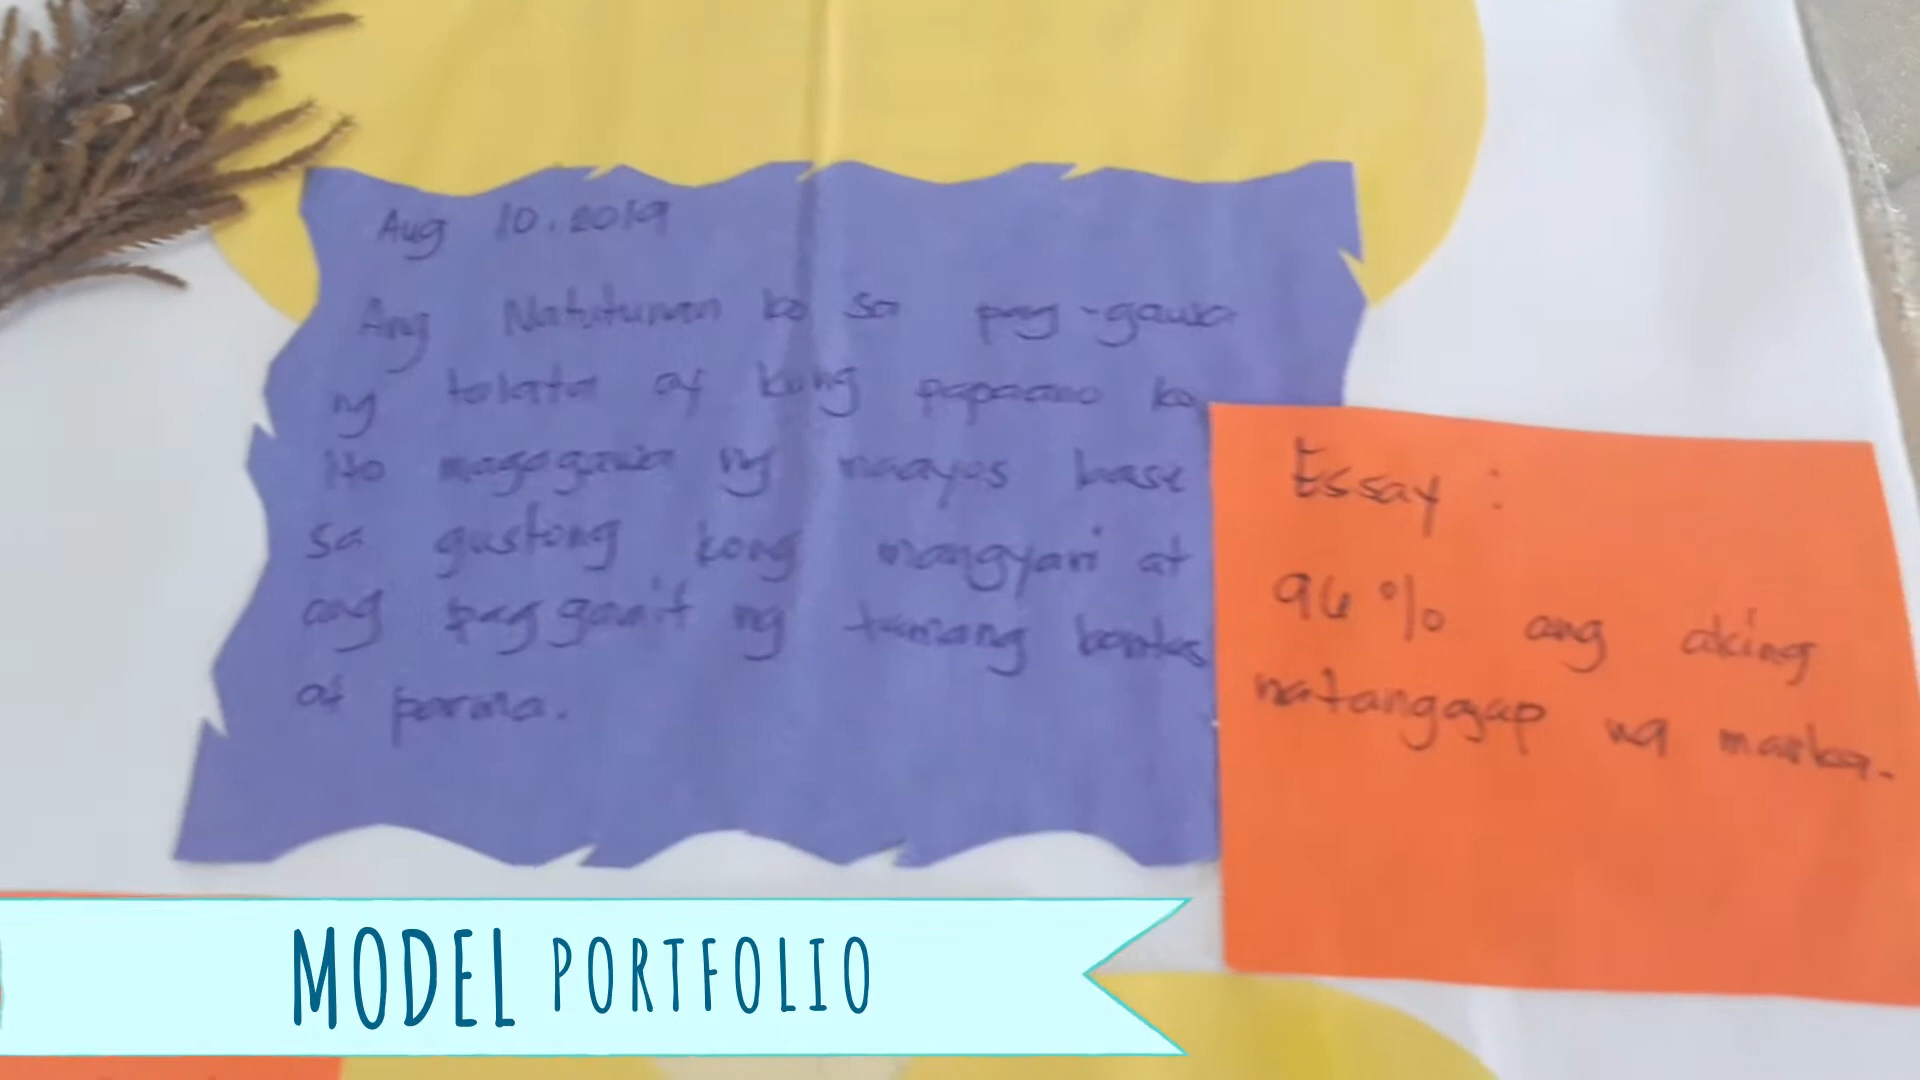 Aug 10. 2019
Ang Natutunan ko sa pag-gawa
ng talata ay kung papaano ko
ito magagawa ng maayos base
sa gustong kong mangyari at
ang paggamit ng tamang bantas
at parma.
Essay :
96% ang aking
natanggap na marka.
MODEL PORTFOLIO